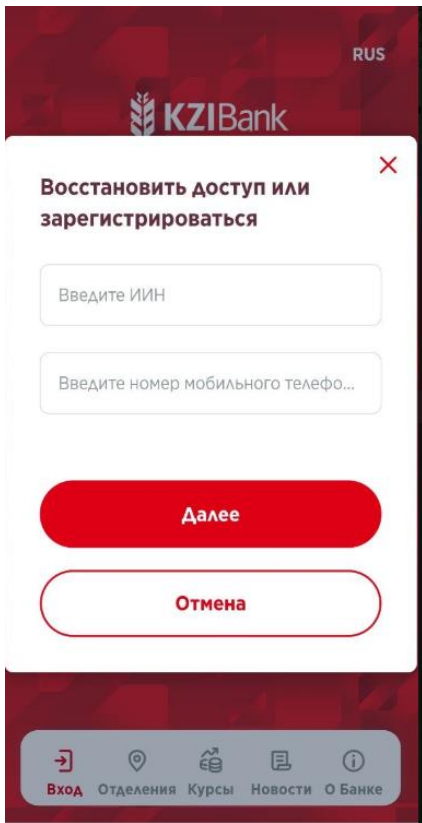 RUS
KZIBank
Восстановить доступ или
зарегистрироваться
Введите ИИН
Введите номер мобильного телефо...
Далее
Отмена
Вход Отделения Курсы Новости О Банке